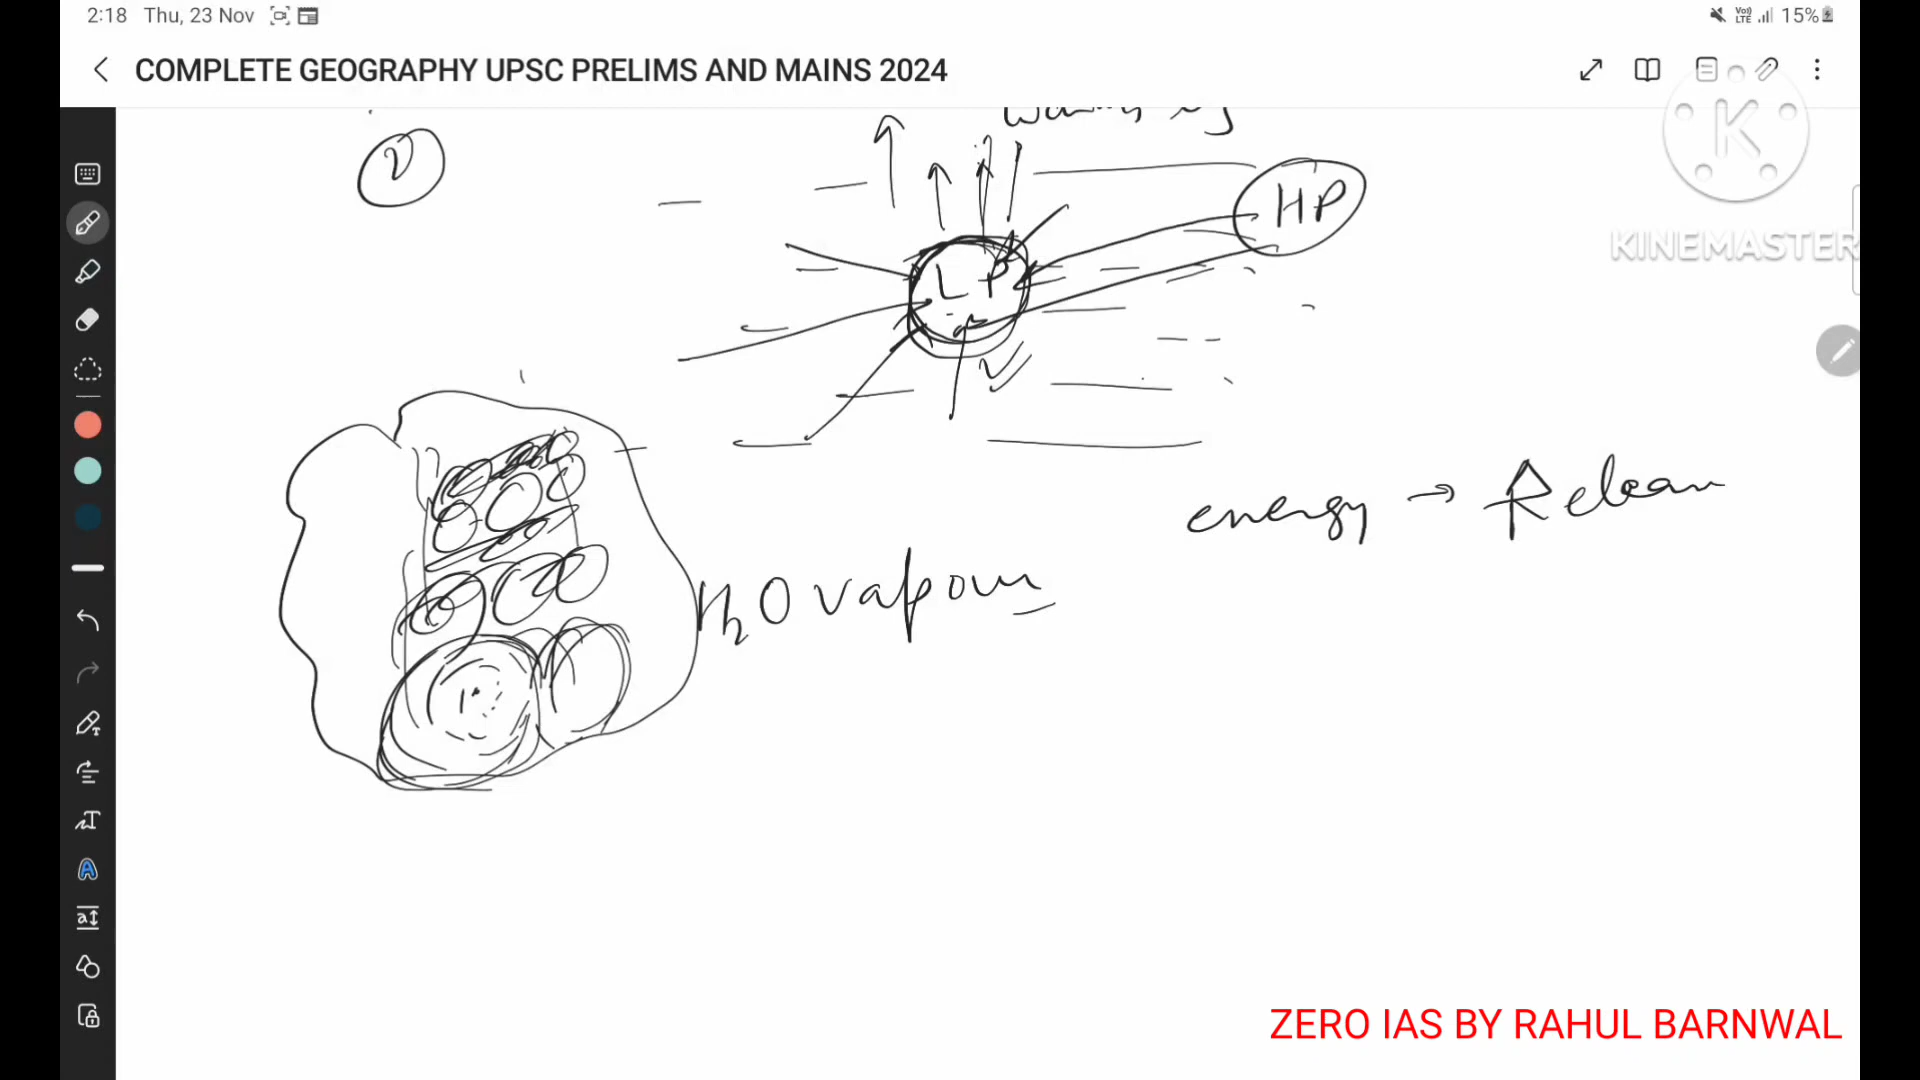 2:18 Thu, 23 Nov
VoLTE 15%
COMPLETE GEOGRAPHY UPSC PRELIMS AND MAINS 2024
K
KINEMASTER
HP
LP
energy → Release
H2O vapour
ZERO IAS BY RAHUL BARNWAL